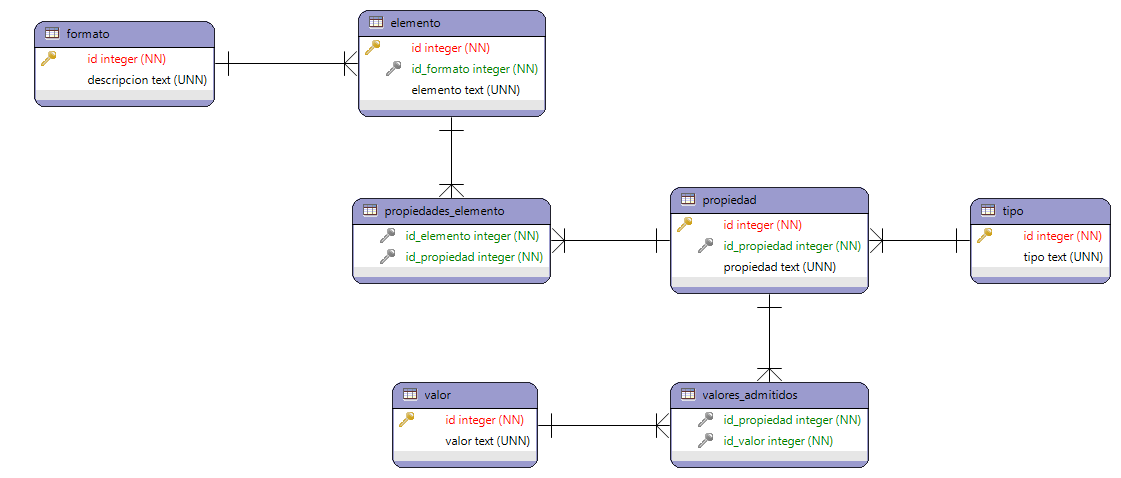 formato
id integer (NN)
descripcion text (UNN)
elemento
id integer (NN)
id_formato integer (NN)
elemento text (UNN)
propiedades_elemento
id_elemento integer (NN)
id_propiedad integer (NN)
propiedad
id integer (NN)
id_propiedad integer (NN)
propiedad text (UNN)
tipo
id integer (NN)
tipo text (UNN)
valor
id integer (NN)
valor text (UNN)
valores_admitidos
id_propiedad integer (NN)
id_valor integer (NN)